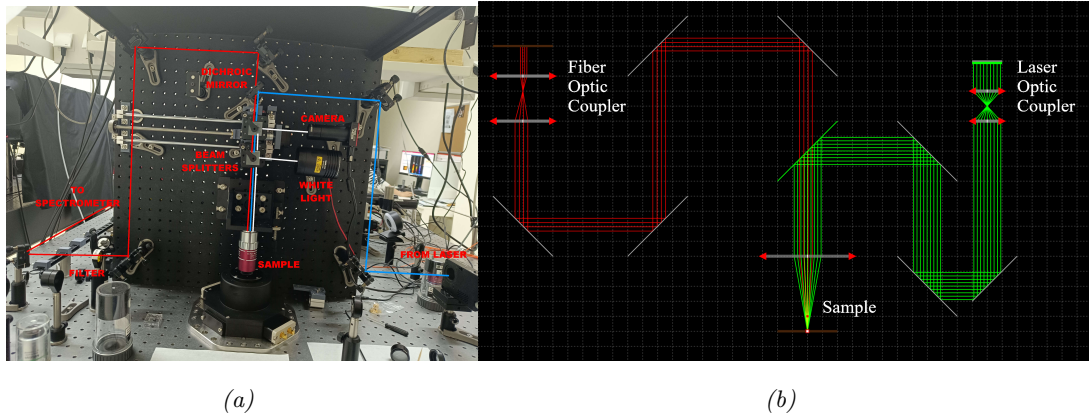 DICHROIC
MIRROR
CAMERA
BEAM
SPLITTERS
WHITE
LIGHT
TO
SPECTROMETER
FROM LASER
SAMPLE
FILTER
Fiber
Optic
Coupler
Laser
Optic
Coupler
Sample
(a)
(b)